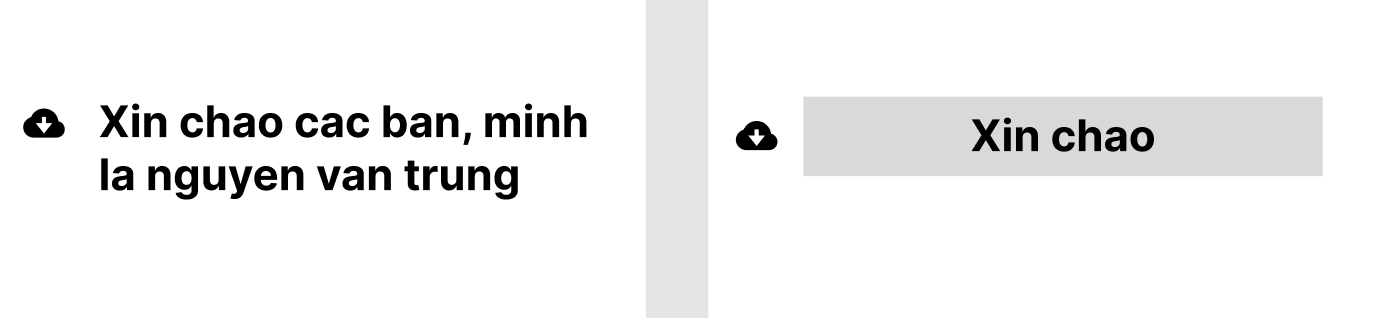 Xin chao cac ban, minh
la nguyen van trung
Xin chao